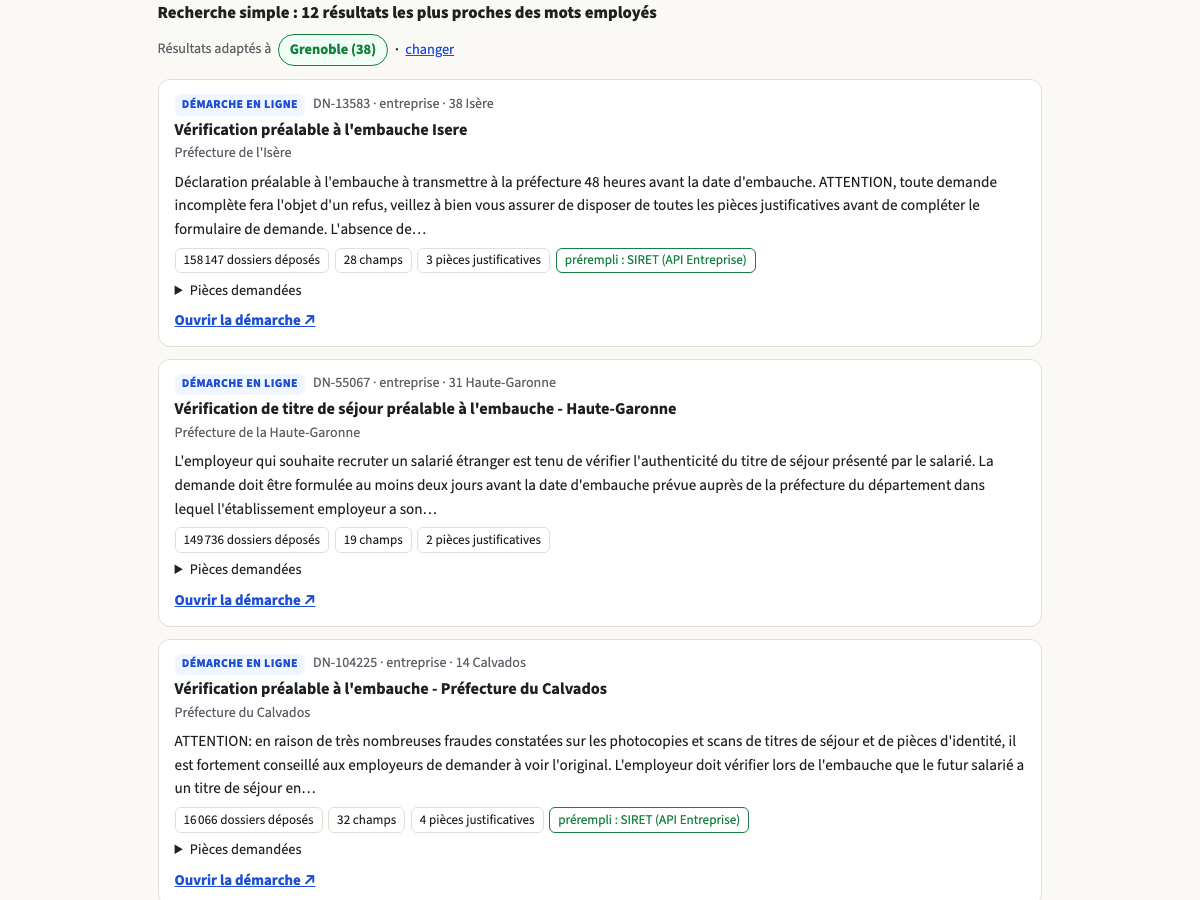 Recherche simple : 12 résultats les plus proches des mots employés
Résultats adaptés à Grenoble (38) · changer
DÉMARCHE EN LIGNE DN-13583 · entreprise · 38 Isère
Vérification préalable à l'embauche Isere
Préfecture de l'Isère
Déclaration préalable à l'embauche à transmettre à la préfecture 48 heures avant la date d'embauche. ATTENTION, toute demande
incomplète fera l'objet d'un refus, veillez à bien vous assurer de disposer de toutes les pièces justificatives avant de compléter le
formulaire de demande. L'absence de…
158 147 dossiers déposés 28 champs 3 pièces justificatives prérempli : SIRET (API Entreprise)
▶ Pièces demandées
Ouvrir la démarche ↗
DÉMARCHE EN LIGNE DN-55067 · entreprise · 31 Haute-Garonne
Vérification de titre de séjour préalable à l'embauche - Haute-Garonne
Préfecture de la Haute-Garonne
L'employeur qui souhaite recruter un salarié étranger est tenu de vérifier l'authenticité du titre de séjour présenté par le salarié. La
demande doit être formulée au moins deux jours avant la date d'embauche prévue auprès de la préfecture du département dans
lequel l'établissement employeur a son…
149 736 dossiers déposés 19 champs 2 pièces justificatives
▶ Pièces demandées
Ouvrir la démarche ↗
DÉMARCHE EN LIGNE DN-104225 · entreprise · 14 Calvados
Vérification préalable à l'embauche - Préfecture du Calvados
Préfecture du Calvados
ATTENTION: en raison de très nombreuses fraudes constatées sur les photocopies et scans de titres de séjour et de pièces d'identité, il
est fortement conseillé aux employeurs de demander à voir l'original. L'employeur doit vérifier lors de l'embauche que le futur salarié a
un titre de séjour en…
16 066 dossiers déposés 32 champs 4 pièces justificatives prérempli : SIRET (API Entreprise)
▶ Pièces demandées
Ouvrir la démarche ↗